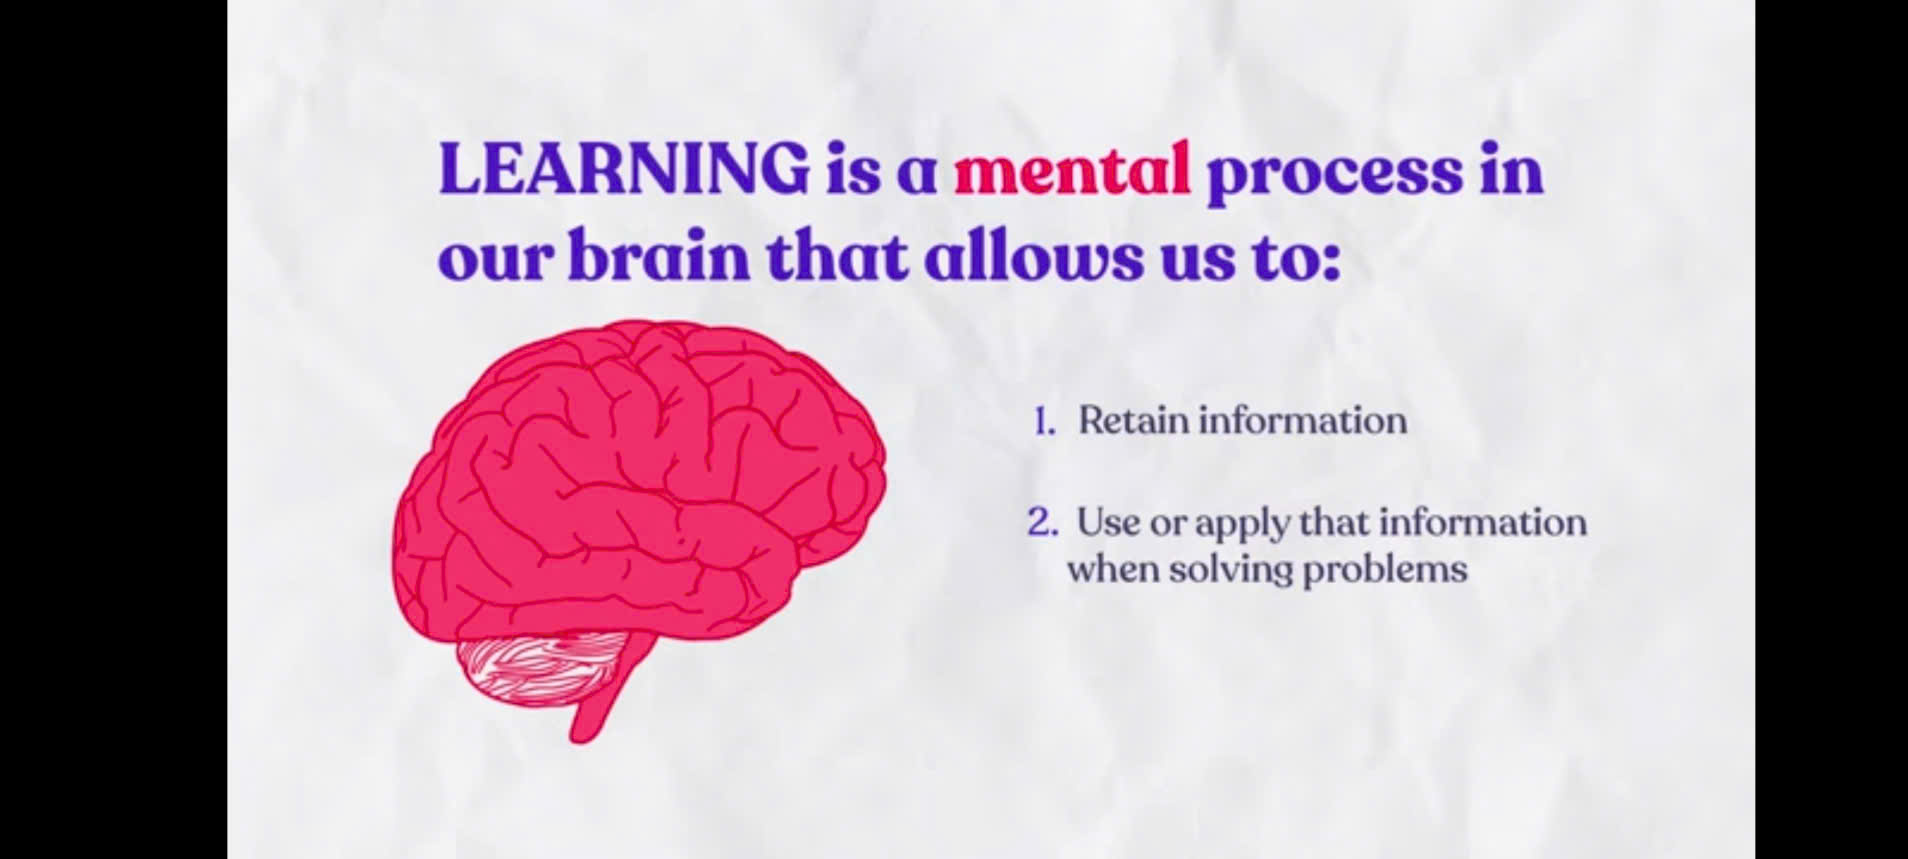 LEARNING is a mental process in
our brain that allows us to:
1. Retain information
2. Use or apply that information
when solving problems